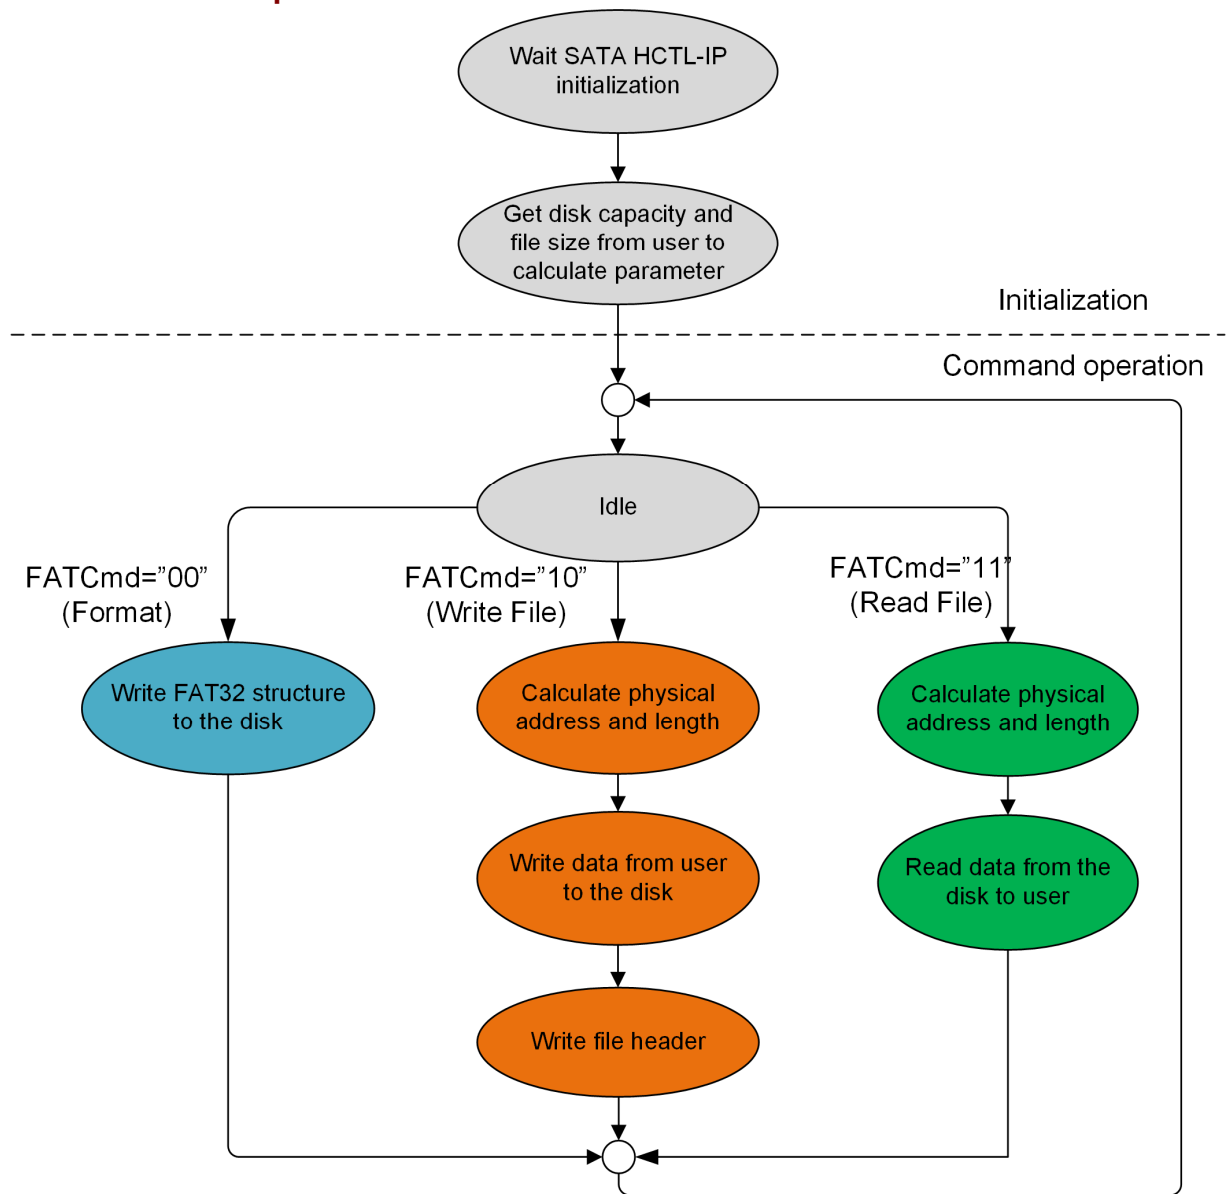 Wait SATA HCTL-IP
initialization
Get disk capacity and
file size from user to
calculate parameter
Initialization
Command operation
Idle
FATCmd=”00”
(Format)
FATCmd=”10”
(Write File)
FATCmd=”11”
(Read File)
Write FAT32 structure
to the disk
Calculate physical
address and length
Calculate physical
address and length
Write data from user
to the disk
Read data from the
disk to user
Write file header